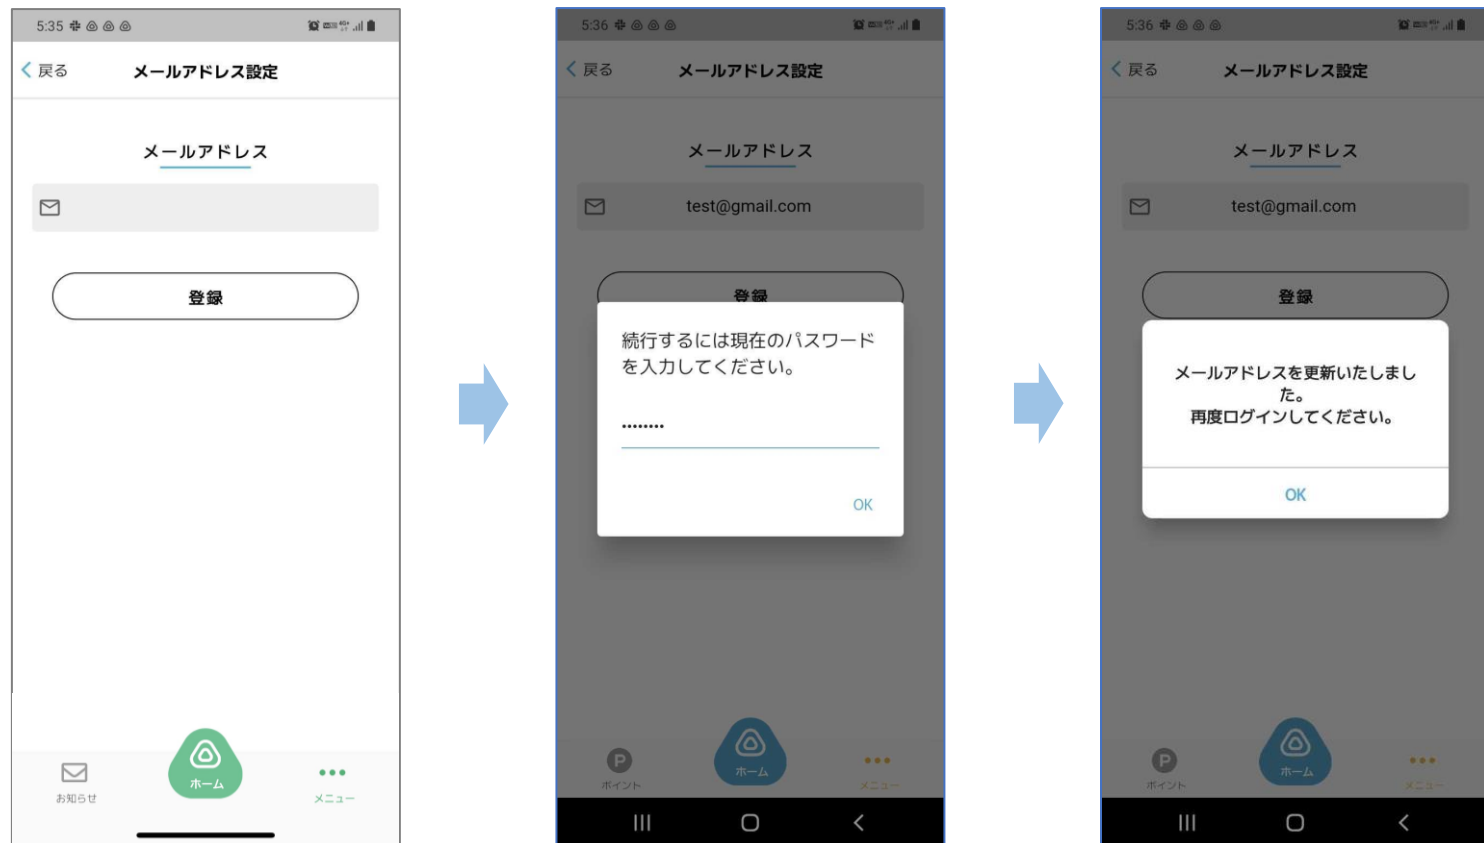 5:35
戻る
メールアドレス設定
メールアドレス
登録
お知らせ
ホーム
メニュー
5:36
戻る
メールアドレス設定
メールアドレス
test@gmail.com
登録
続行するには現在のパスワード
を入力してください。
••••••••
OK
P
ポイント
ホーム
メニュー
5:36
戻る
メールアドレス設定
メールアドレス
test@gmail.com
登録
メールアドレスを更新いたしまし
た。
再度ログインしてください。
OK
P
ポイント
ホーム
メニュー